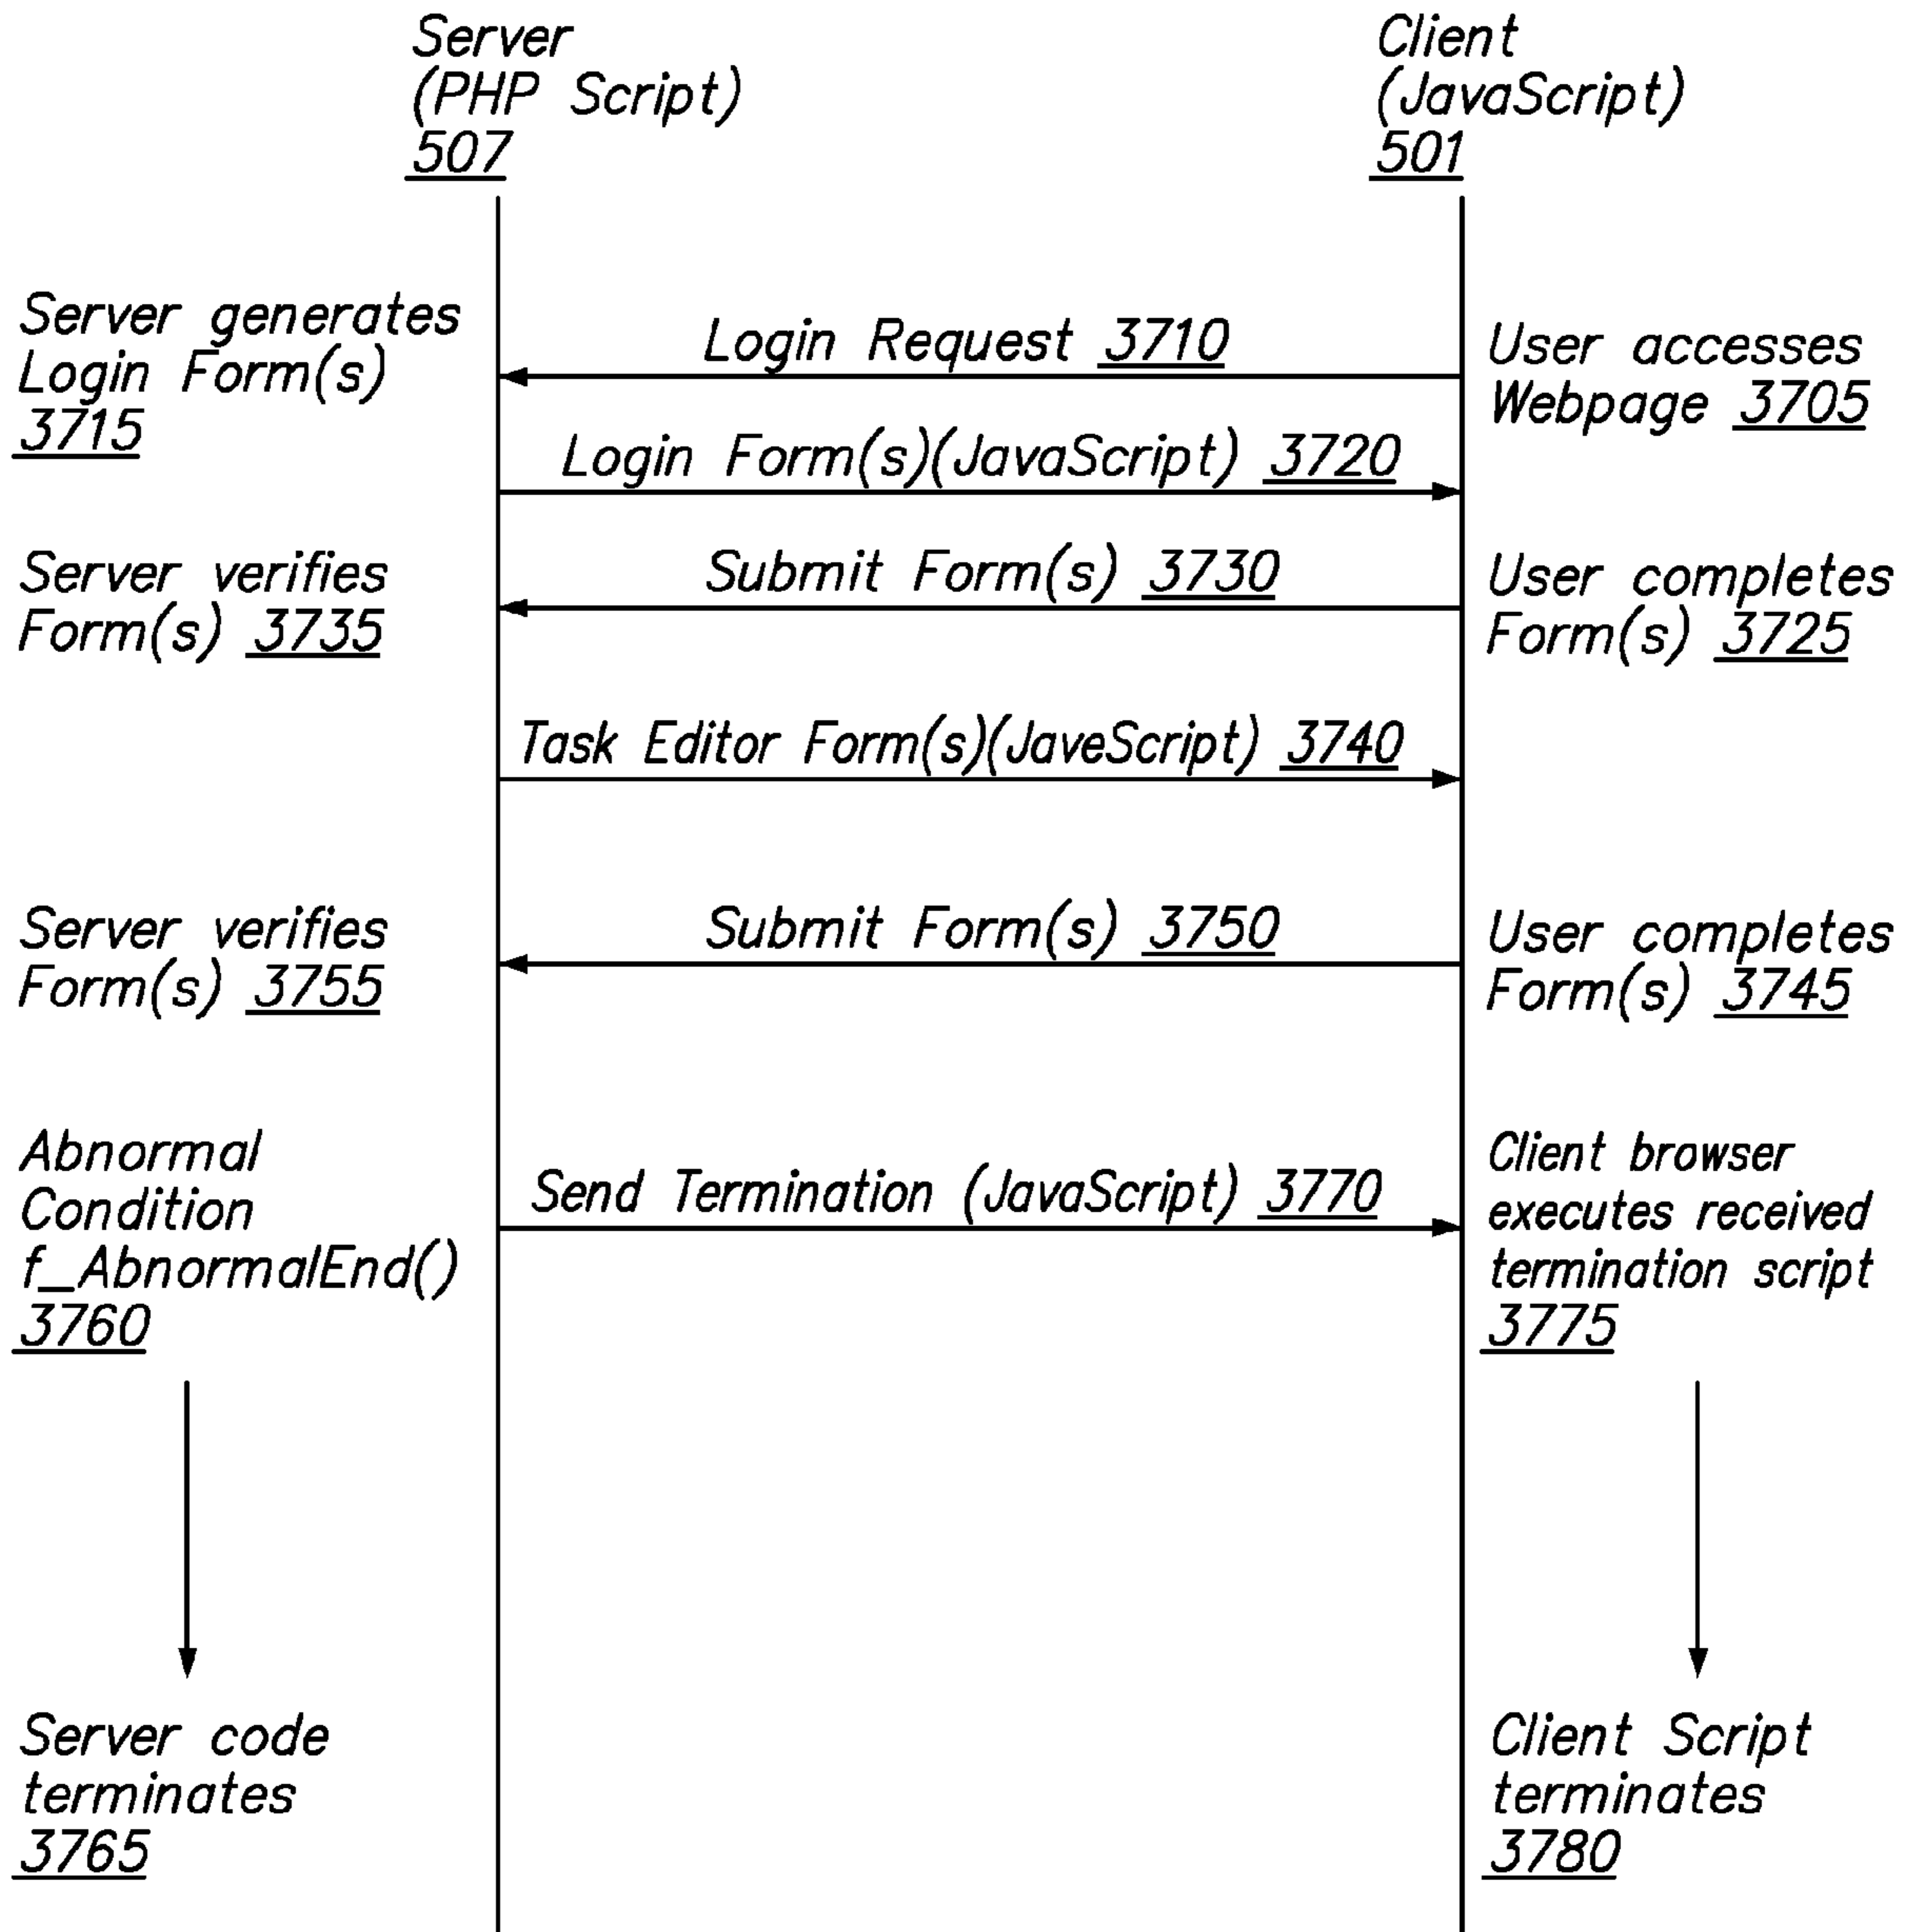 Server
(PHP Script)
507
Client
(JavaScript)
501
Server generates
Login Form(s)
3715
Login Request 3710
User accesses
Webpage 3705
Login Form(s)(JavaScript) 3720
Server verifies
Form(s) 3735
Submit Form(s) 3730
User completes
Form(s) 3725
Task Editor Form(s)(JaveScript) 3740
Server verifies
Form(s) 3755
Submit Form(s) 3750
User completes
Form(s) 3745
Abnormal
Condition
f_AbnormalEnd()
3760
Send Termination (JavaScript) 3770
Client browser
executes received
termination script
3775
Server code
terminates
3765
Client Script
terminates
3780